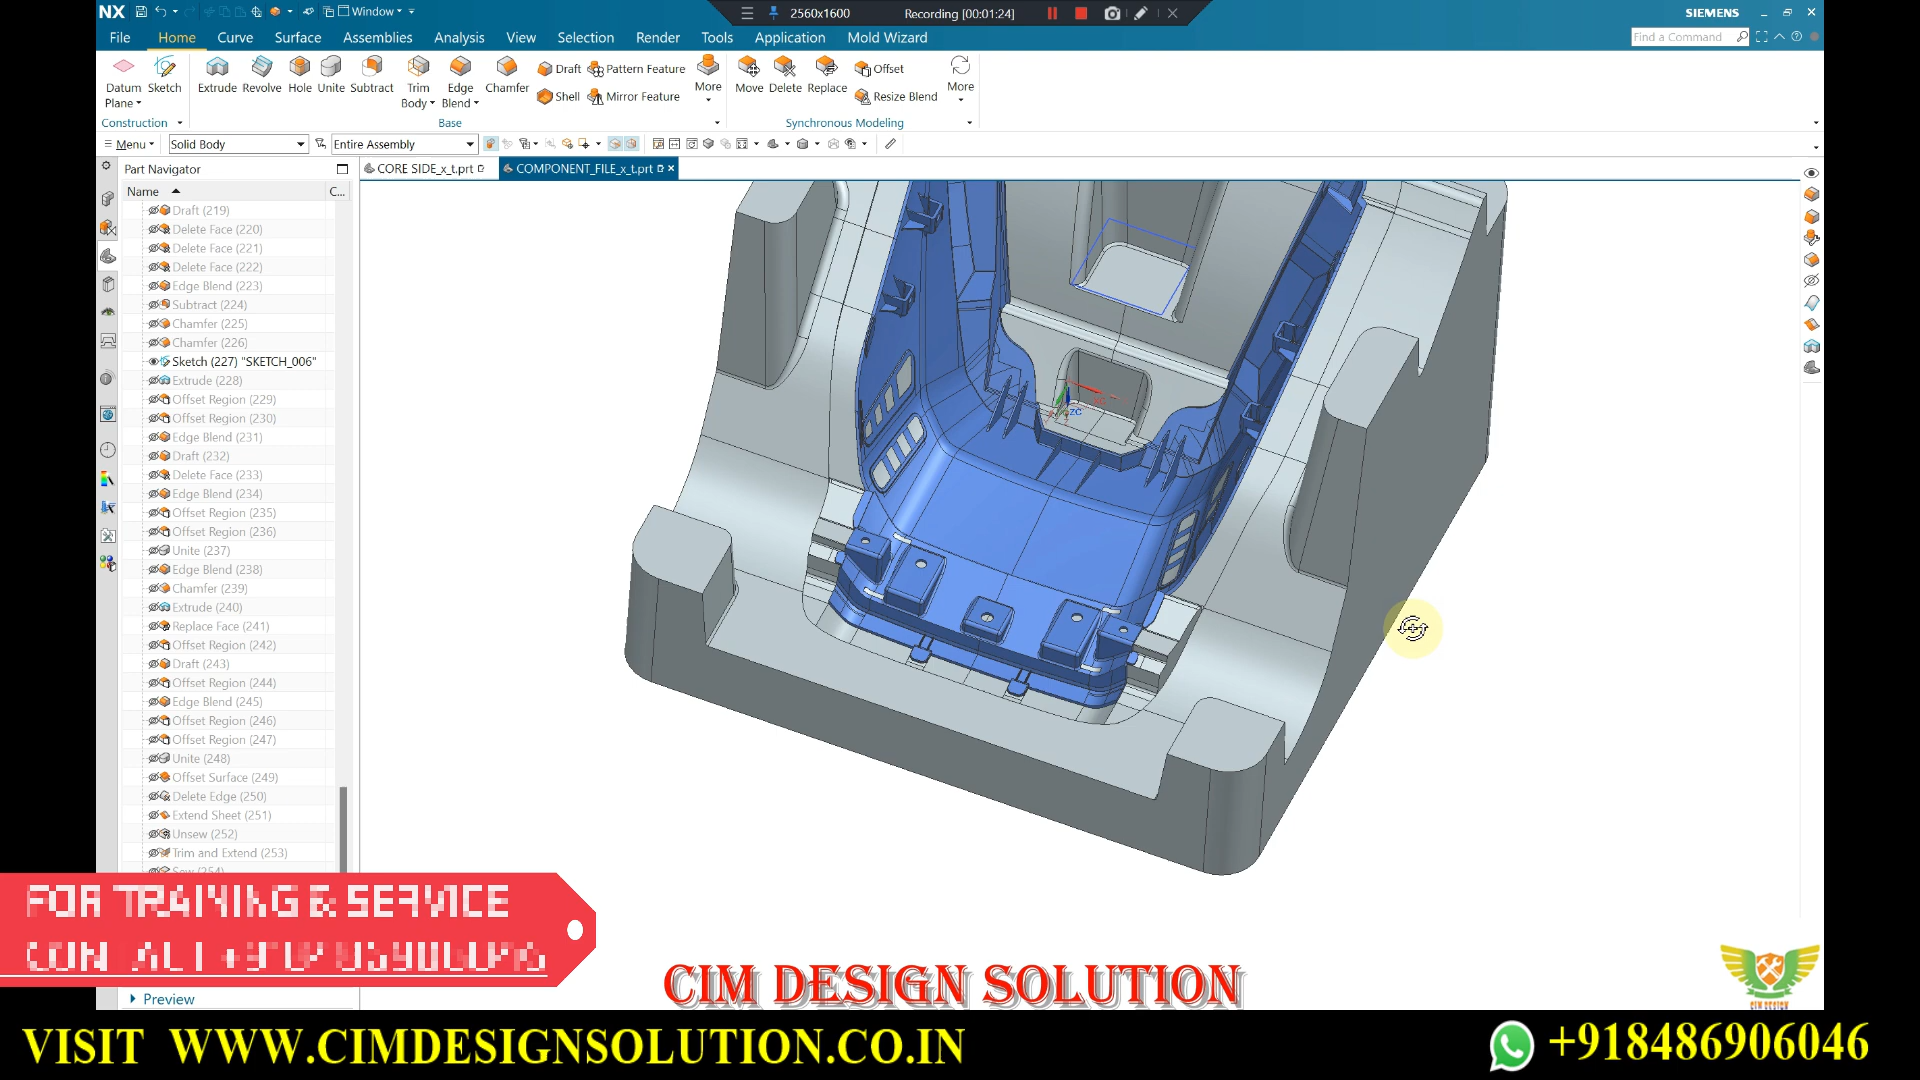 NX
Window
2560x1600
Recording [00:01:24]
SIEMENS
File Home Curve Surface Assemblies Analysis View Selection Render Tools Application Mold Wizard
Find a Command
Datum Plane
Sketch
Extrude
Revolve
Hole
Unite
Subtract
Trim Body
Edge Blend
Chamfer
Draft
Shell
Pattern Feature
Mirror Feature
More
Move
Delete
Replace
Offset
Resize Blend
More
Construction
Base
Synchronous Modeling
Menu
Solid Body
Entire Assembly
Part Navigator
CORE SIDE_x_t.prt
COMPONENT_FILE_x_t.prt
Name
C...
Draft (219)
Delete Face (220)
Delete Face (221)
Delete Face (222)
Edge Blend (223)
Subtract (224)
Chamfer (225)
Chamfer (226)
Sketch (227) "SKETCH_006"
Extrude (228)
Offset Region (229)
Offset Region (230)
Edge Blend (231)
Draft (232)
Delete Face (233)
Edge Blend (234)
Offset Region (235)
Offset Region (236)
Unite (237)
Edge Blend (238)
Chamfer (239)
Extrude (240)
Replace Face (241)
Offset Region (242)
Draft (243)
Offset Region (244)
Edge Blend (245)
Offset Region (246)
Offset Region (247)
Unite (248)
Offset Surface (249)
Delete Edge (250)
Extend Sheet (251)
Unsew (252)
Trim and Extend (253)
Sew (254)
ZC
FOR TRAINING & SERVICE
Preview
CIM DESIGN SOLUTION
CIM DESIGN
VISIT WWW.CIMDESIGNSOLUTION.CO.IN
+918486906046